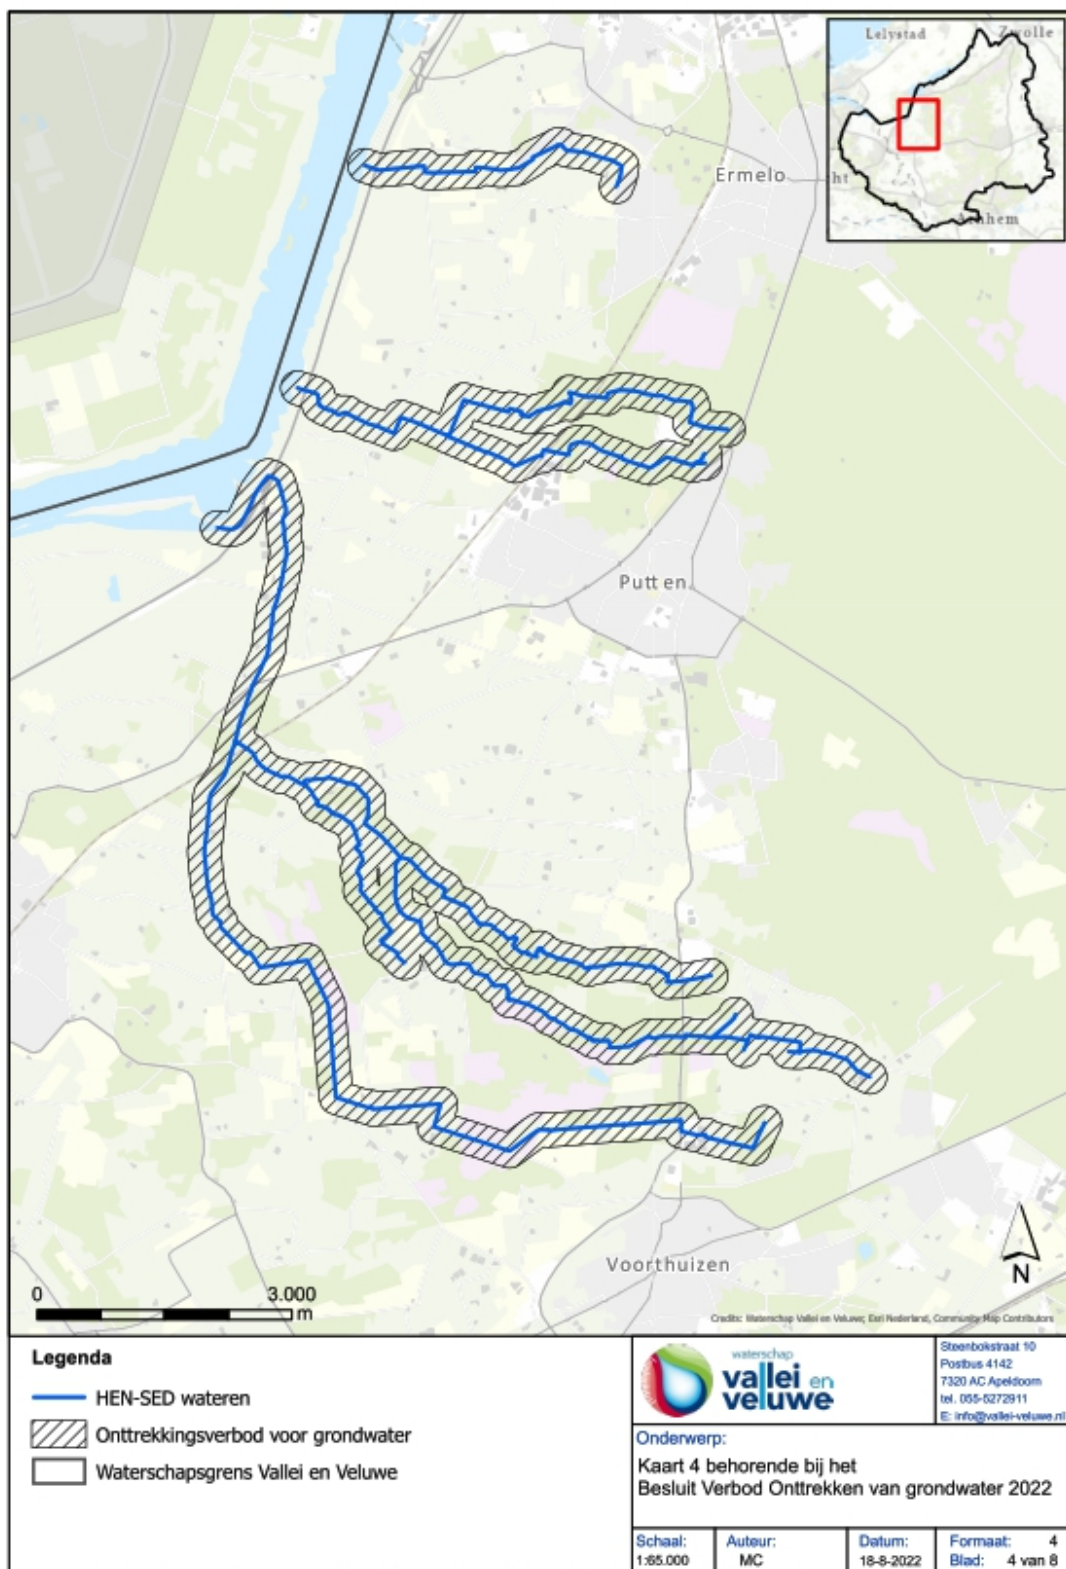 Lelystad
Zwolle
ht
Arnhem
Ermelo
Putten
Voorthuizen
N
0 3.000
m
Credits: Waterschap Vallei en Veluwe; Esri Nederland, Community Map Contributors
Legenda
HEN-SED wateren
Onttrekkingsverbod voor grondwater
Waterschapsgrens Vallei en Veluwe
waterschap
vallei en
veluwe
Steenbokstraat 10
Postbus 4142
7320 AC Apeldoorn
tel. 055-5272911
E: info@vallei-veluwe.nl
Onderwerp:
Kaart 4 behorende bij het
Besluit Verbod Onttrekken van grondwater 2022
Schaal: Auteur: Datum: Formaat: 4
1:65.000 MC 18-8-2022 Blad: 4 van 8